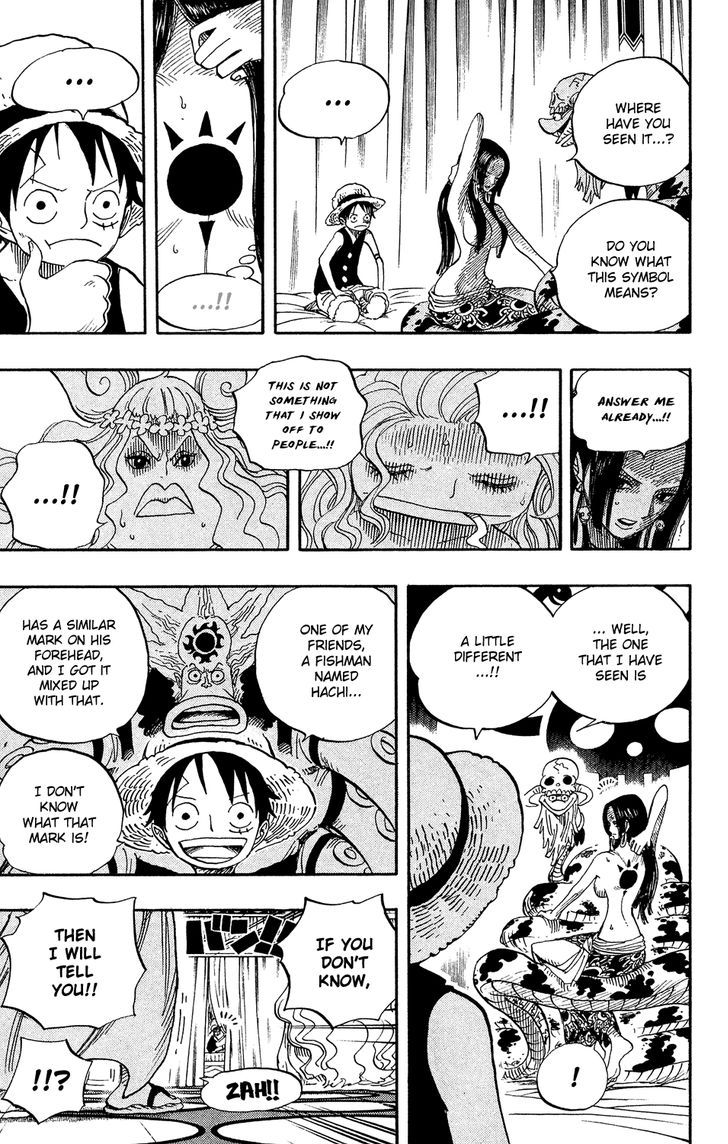 WHERE
HAVE YOU
SEEN IT...?
DO YOU
KNOW WHAT
THIS SYMBOL
MEANS?
...
...!!
...
ANSWER ME
ALREADY...!!
...!!
THIS IS NOT
SOMETHING
THAT I SHOW
OFF TO
PEOPLE...!!
...!!
... WELL,
THE ONE
THAT I HAVE
SEEN IS
A LITTLE
DIFFERENT
...!!
!
ONE OF MY
FRIENDS,
A FISHMAN
NAMED
HACHI...
HAS A SIMILAR
MARK ON HIS
FOREHEAD,
AND I GOT IT
MIXED UP
WITH THAT.
I DON'T
KNOW
WHAT THAT
MARK IS!
IF YOU
DON'T
KNOW,
THEN
I WILL
TELL
YOU!!
ZAH!!
!!?